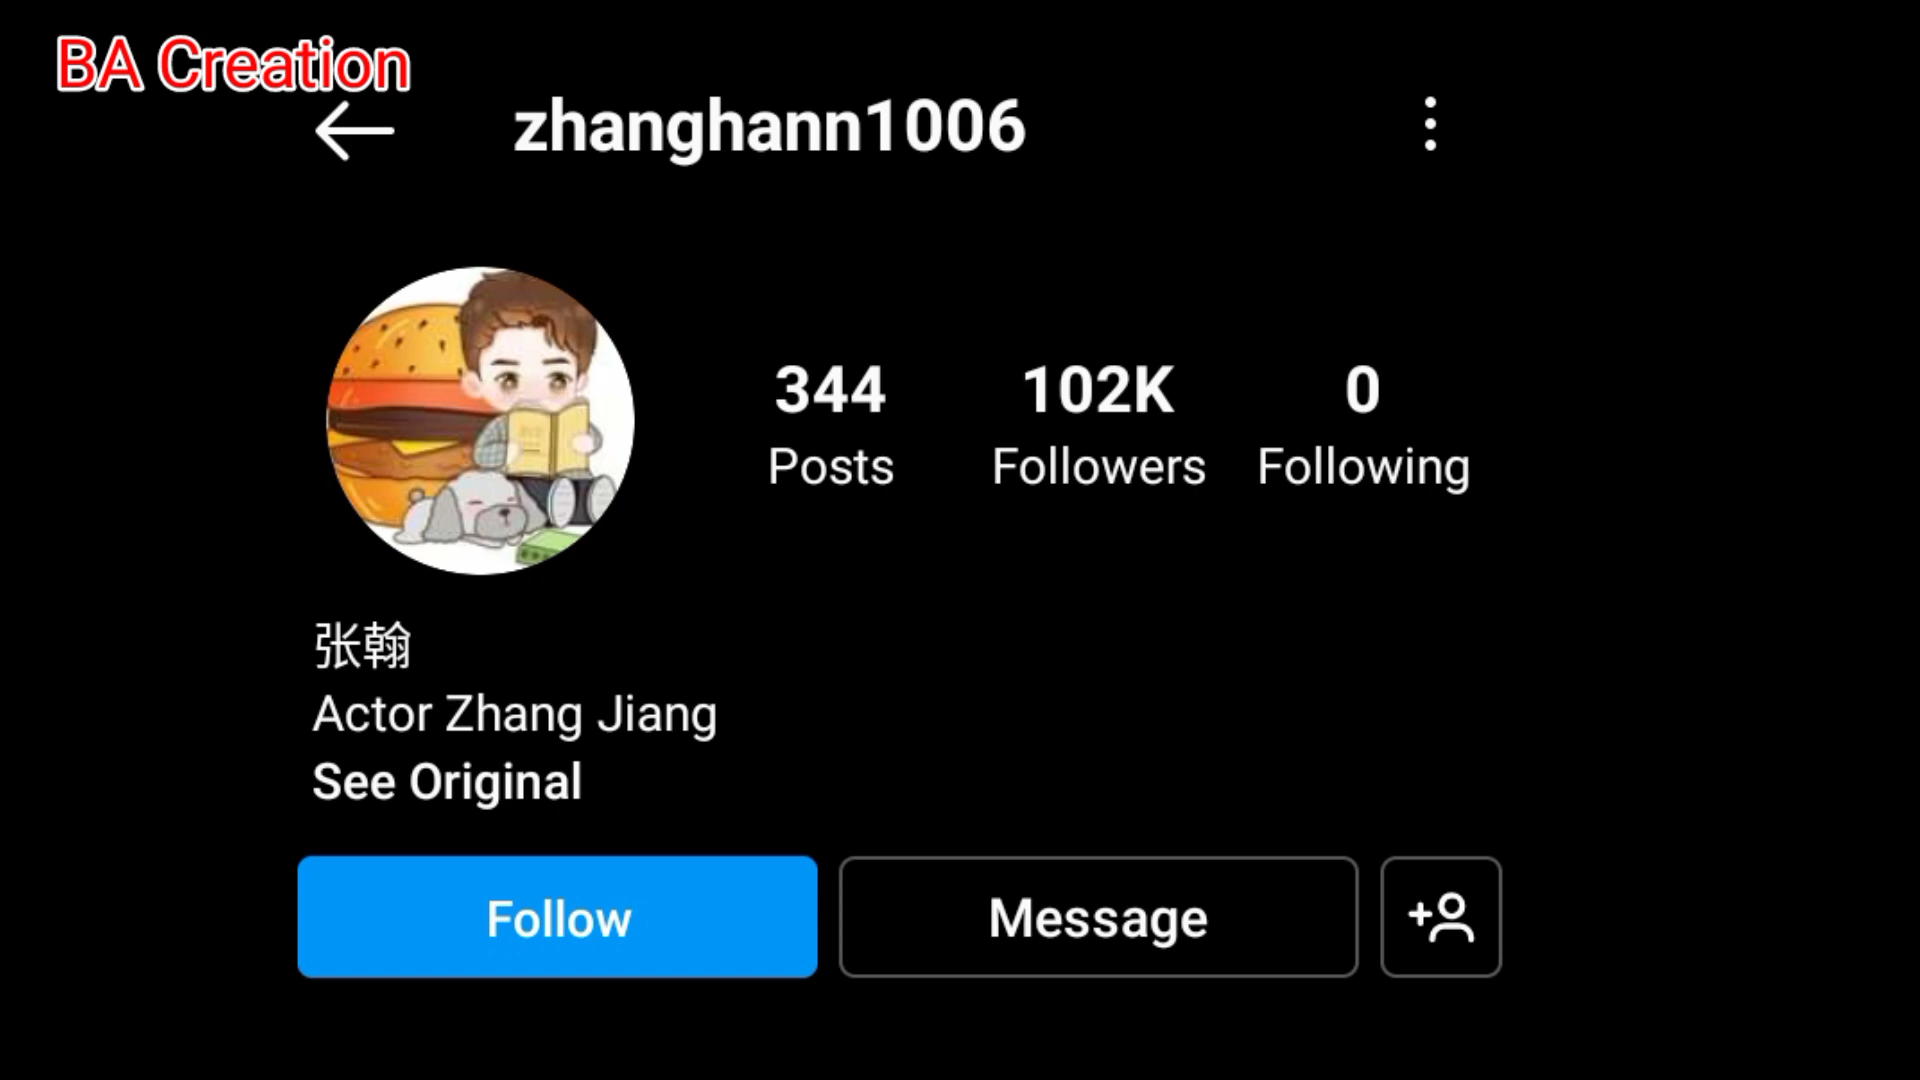 BA Creation
zhanghann1006
344
Posts
102K
Followers
0
Following
张翰
Actor Zhang Jiang
See Original
Follow
Message